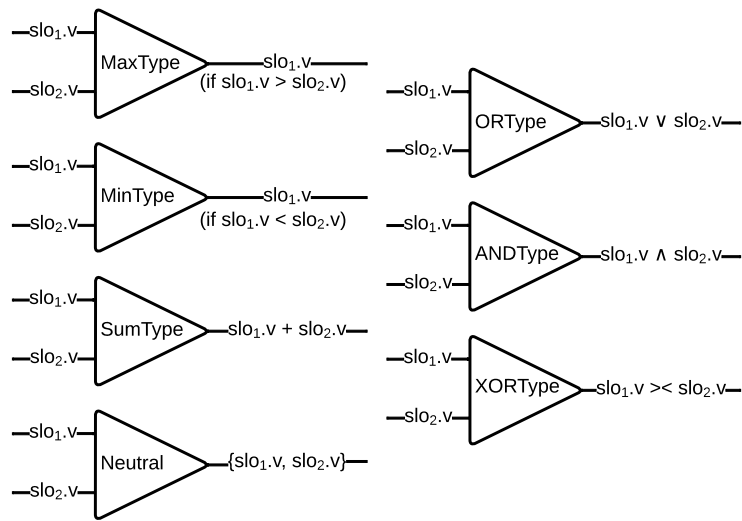 slo₁.v
slo₂.v
MaxType
slo₁.v
(if slo₁.v > slo₂.v)
slo₁.v
slo₂.v
MinType
slo₁.v
(if slo₁.v < slo₂.v)
slo₁.v
slo₂.v
SumType
slo₁.v + slo₂.v
slo₁.v
slo₂.v
Neutral
{slo₁.v, slo₂.v}
slo₁.v
slo₂.v
ORType
slo₁.v ∨ slo₂.v
slo₁.v
slo₂.v
ANDType
slo₁.v ∧ slo₂.v
slo₁.v
slo₂.v
XORType
slo₁.v >< slo₂.v